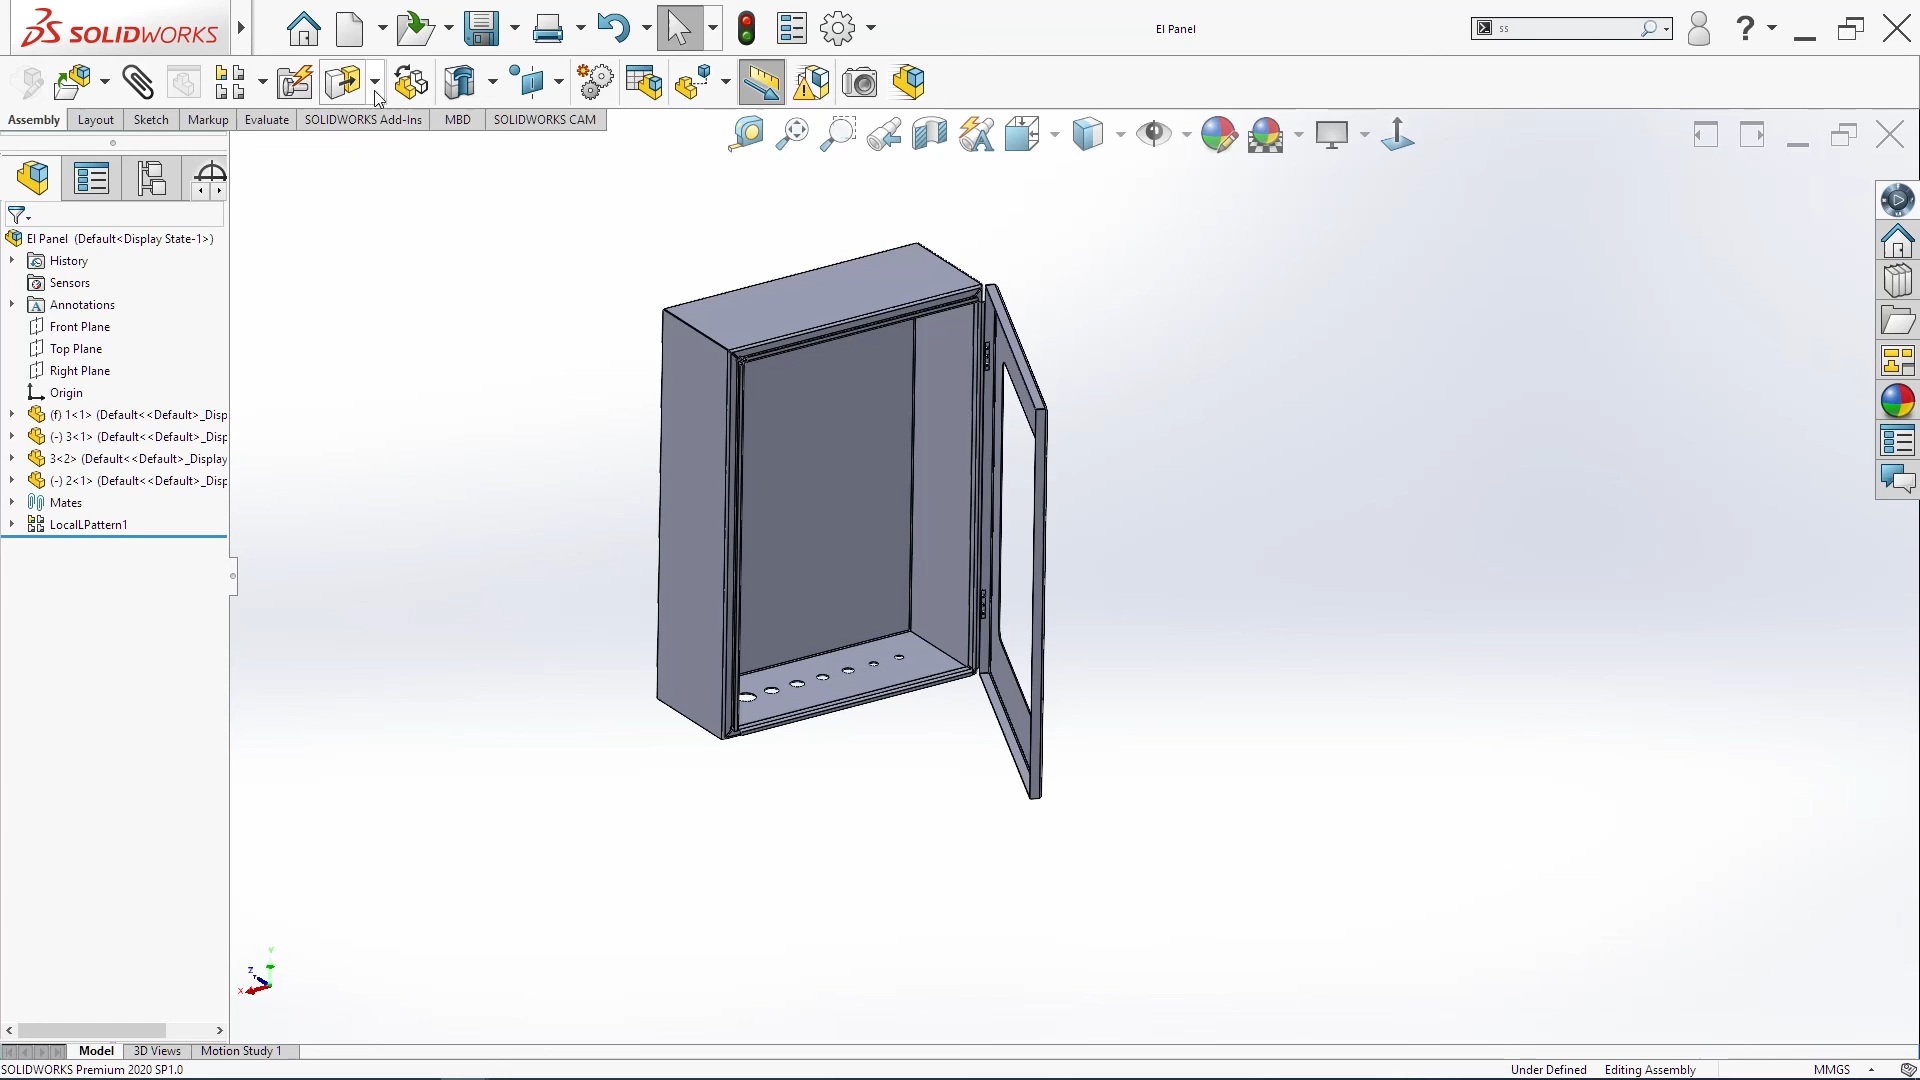 SOLIDWORKS
El Panel
ss
Assembly
Layout
Sketch
Markup
Evaluate
SOLIDWORKS Add-Ins
MBD
SOLIDWORKS CAM
El Panel (Default<Display State-1>)
History
Sensors
Annotations
Front Plane
Top Plane
Right Plane
Origin
(f) 1<1> (Default<<Default>_Disp
(-) 3<1> (Default<<Default>_Disp
3<2> (Default<<Default>_Display
(-) 2<1> (Default<<Default>_Disp
Mates
LocalLPattern1
Y
Z
X
Model
3D Views
Motion Study 1
SOLIDWORKS Premium 2020 SP1.0
Under Defined
Editing Assembly
MMGS